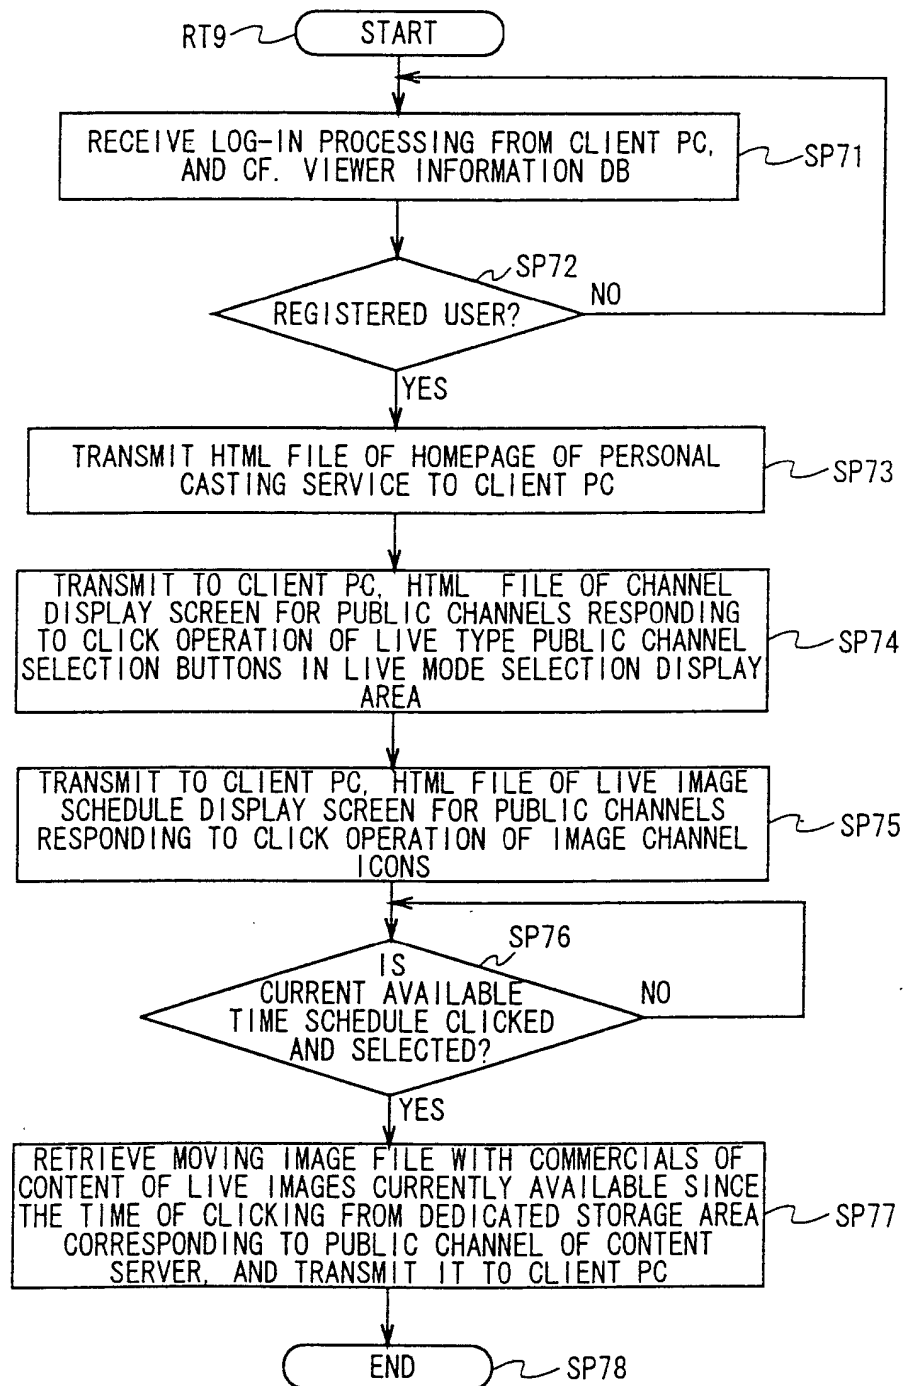 RT9
START
RECEIVE LOG-IN PROCESSING FROM CLIENT PC,
AND CF. VIEWER INFORMATION DB
SP71
SP72
REGISTERED USER?
NO
YES
TRANSMIT HTML FILE OF HOMEPAGE OF PERSONAL
CASTING SERVICE TO CLIENT PC
SP73
TRANSMIT TO CLIENT PC, HTML FILE OF CHANNEL
DISPLAY SCREEN FOR PUBLIC CHANNELS RESPONDING
TO CLICK OPERATION OF LIVE TYPE PUBLIC CHANNEL
SELECTION BUTTONS IN LIVE MODE SELECTION DISPLAY
AREA
SP74
TRANSMIT TO CLIENT PC, HTML FILE OF LIVE IMAGE
SCHEDULE DISPLAY SCREEN FOR PUBLIC CHANNELS
RESPONDING TO CLICK OPERATION OF IMAGE CHANNEL
ICONS
SP75
SP76
IS
CURRENT AVAILABLE
TIME SCHEDULE CLICKED
AND SELECTED?
NO
YES
RETRIEVE MOVING IMAGE FILE WITH COMMERCIALS OF
CONTENT OF LIVE IMAGES CURRENTLY AVAILABLE SINCE
THE TIME OF CLICKING FROM DEDICATED STORAGE AREA
CORRESPONDING TO PUBLIC CHANNEL OF CONTENT
SERVER, AND TRANSMIT IT TO CLIENT PC
SP77
END
SP78